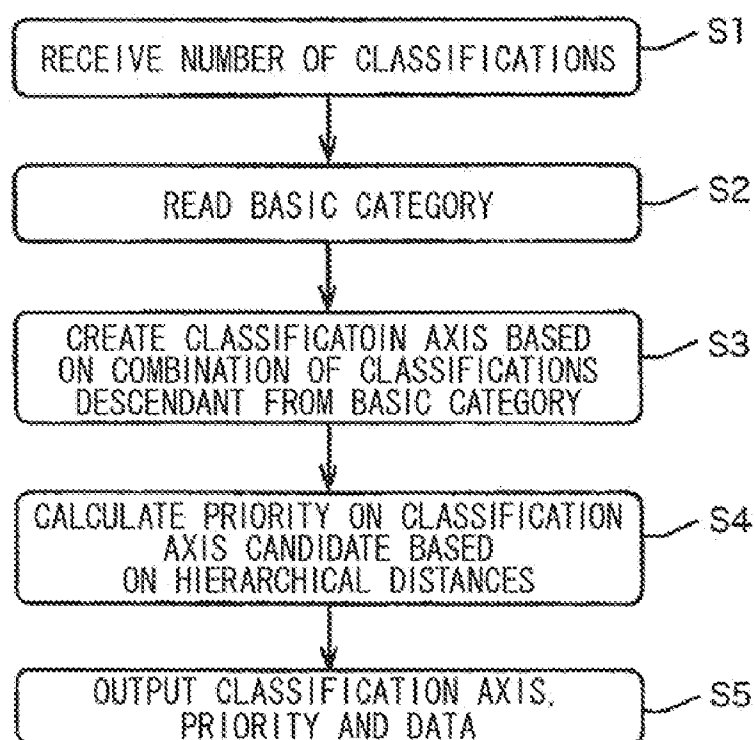 RECEIVE NUMBER OF CLASSIFICATIONS
S1
READ BASIC CATEGORY
S2
CREATE CLASSIFICATOIN AXIS BASED
ON COMBINATION OF CLASSIFICATIONS
DESCENDANT FROM BASIC CATEGORY
S3
CALCULATE PRIORITY ON CLASSIFICATION
AXIS CANDIDATE BASED
ON HIERARCHICAL DISTANCES
S4
OUTPUT CLASSIFICATION AXIS,
PRIORITY AND DATA
S5